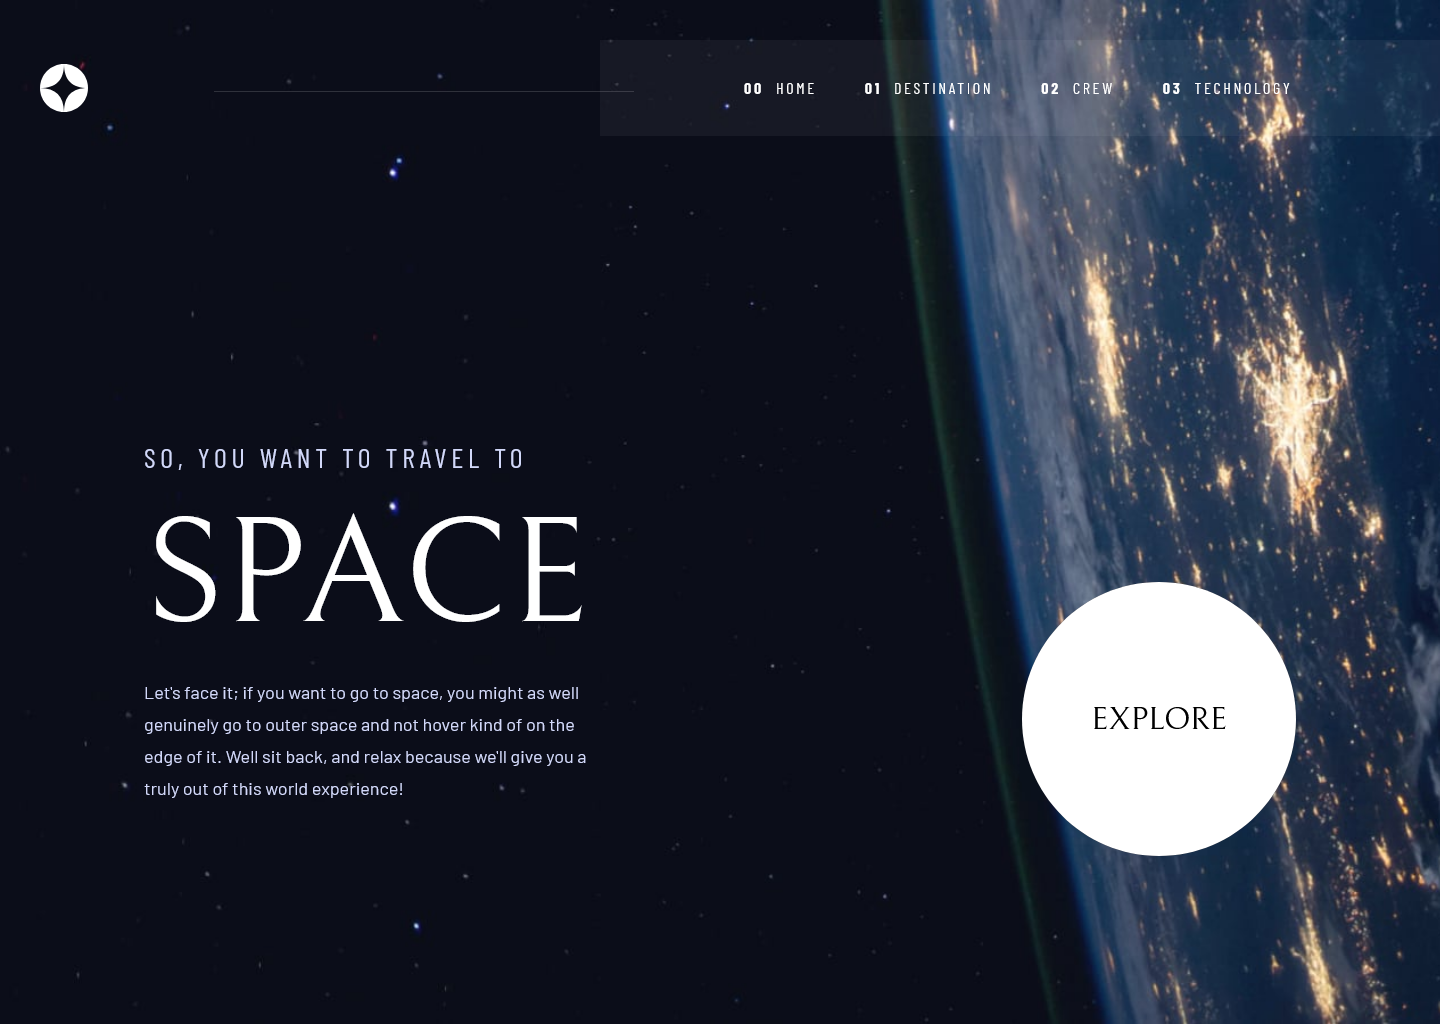 00 HOME 01 DESTINATION 02 CREW 03 TECHNOLOGY
SO, YOU WANT TO TRAVEL TO
SPACE
Let's face it; if you want to go to space, you might as well
genuinely go to outer space and not hover kind of on the
edge of it. Well sit back, and relax because we'll give you a
truly out of this world experience!
EXPLORE